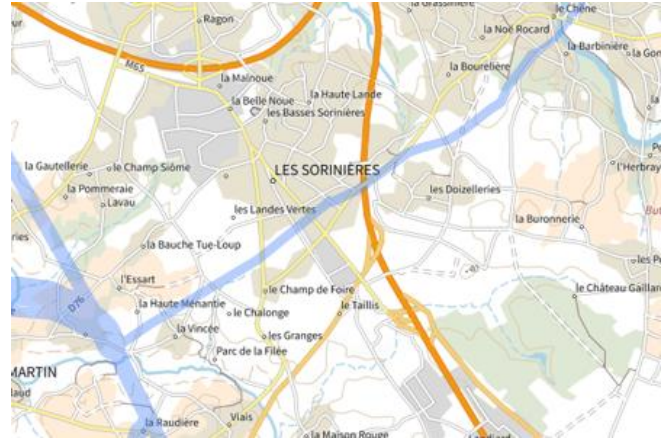 la Grassinière
le Chêne
Ragon
la Noë Rocard
la Barbinière
M65
la Maïnoue
la Bourelière
la Haute Lande
la Belle Noue
les Basses Sorinières
la Gautellerie
le Champ Siôme
LES SORINIÈRES
l'Herbray
la Pommeraie
Lavau
les Doizelleries
les Landes Vertes
la Buronnerie
la Bauche Tue-Loup
l'Essart
le Champ de Foire
le Château Gaillar
D76
la Haute Ménantie
le Taillis
le Chalonge
la Vincée
les Granges
Parc de la Filée
MARTIN
Viais
la Raudière
la Maison Rouge